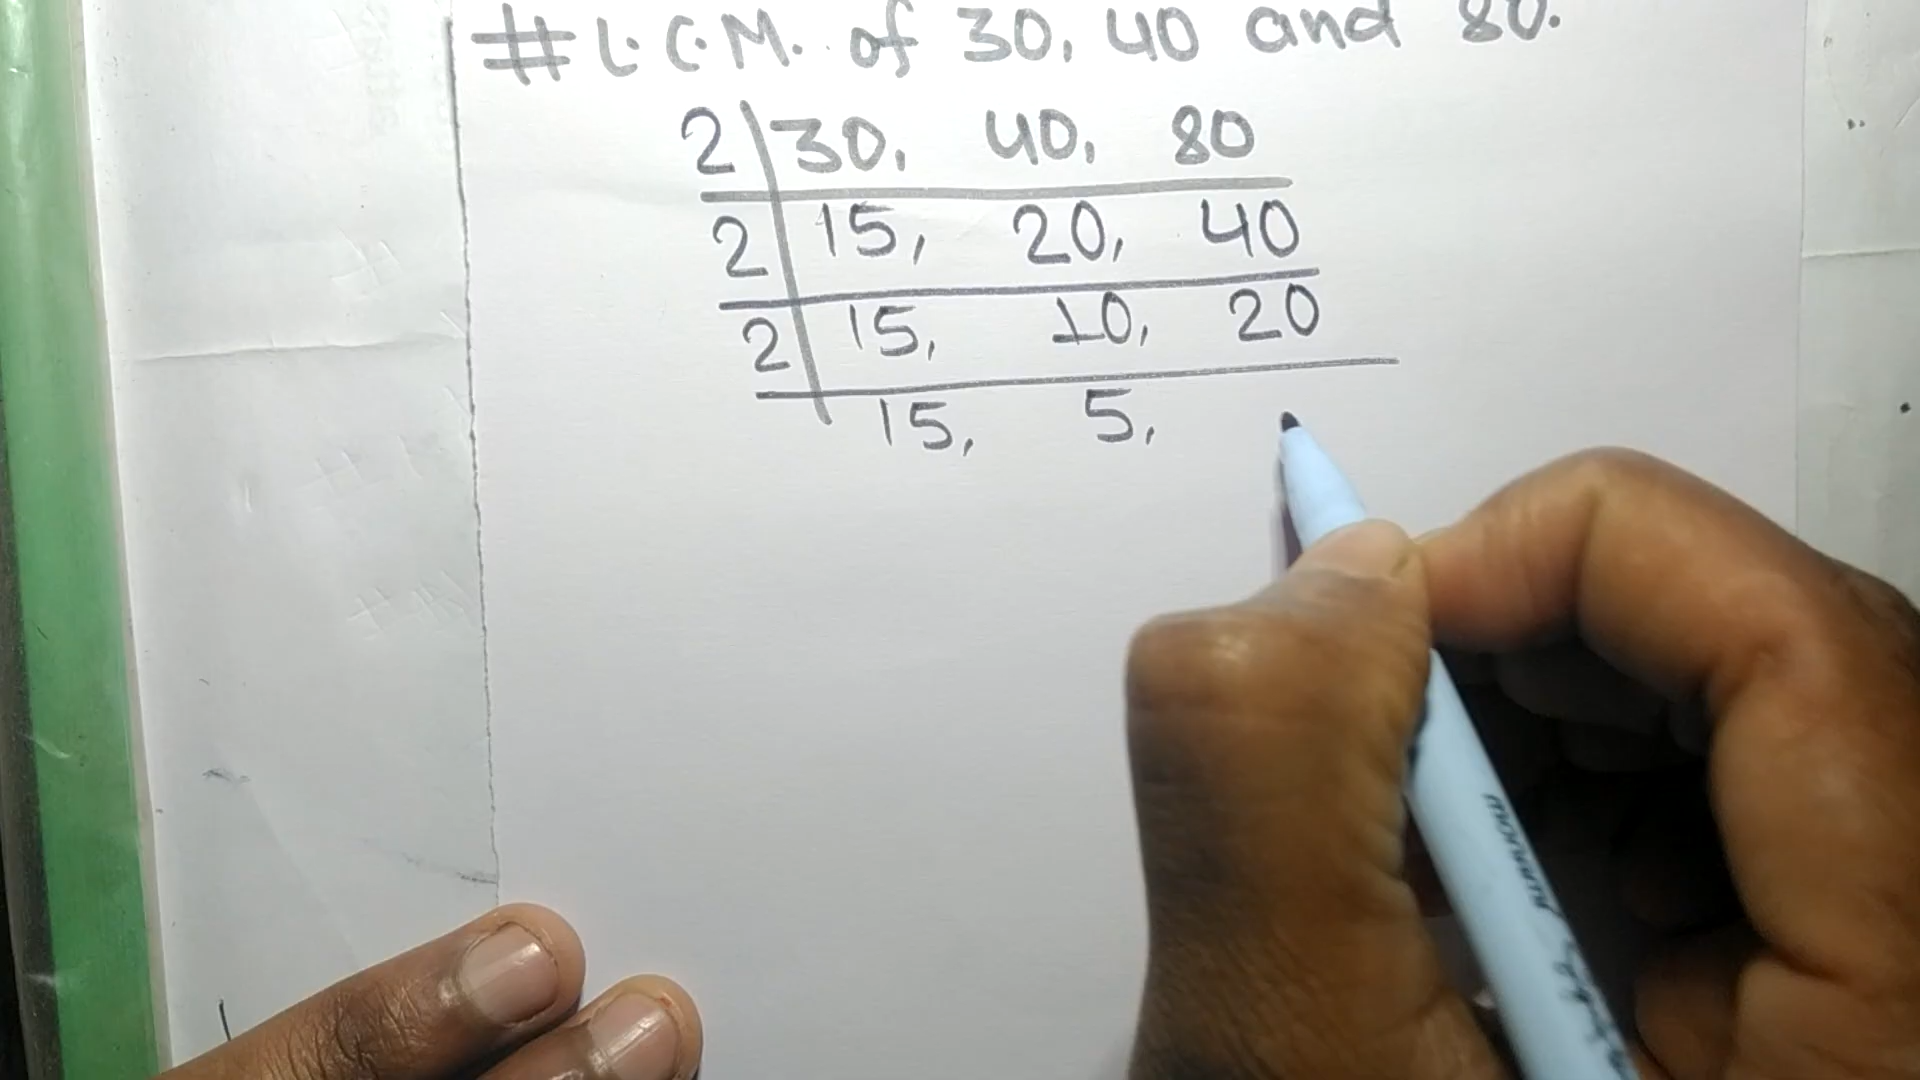 # L.C.M. of 30, 40 and 80.
2 30, 40, 80
2 15, 20, 40
2 15, 10, 20
15, 5,